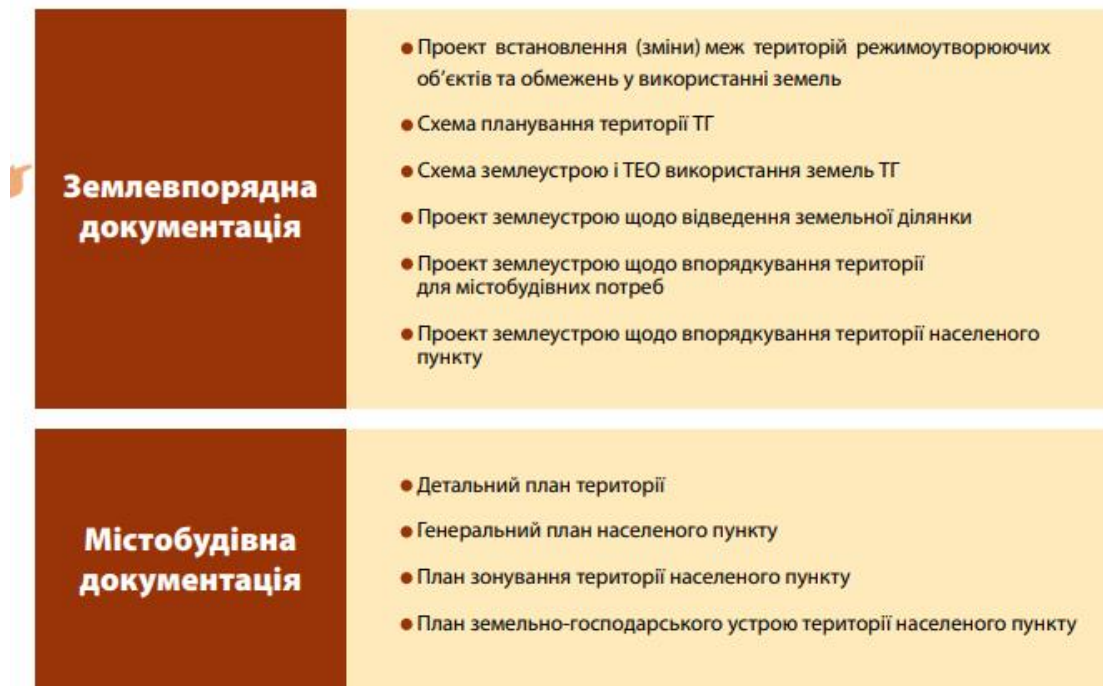 Землевпорядна
документація
● Проект встановлення (зміни) меж територій режимоутворюючих
об’єктів та обмежень у використанні земель
● Схема планування території ТГ
● Схема землеустрою і ТЕО використання земель ТГ
● Проект землеустрою щодо відведення земельної ділянки
● Проект землеустрою щодо впорядкування території
для містобудівних потреб
● Проект землеустрою щодо впорядкування території населеного
пункту
Містобудівна
документація
● Детальний план території
● Генеральний план населеного пункту
● План зонування території населеного пункту
● План земельно-господарського устрою території населеного пункту